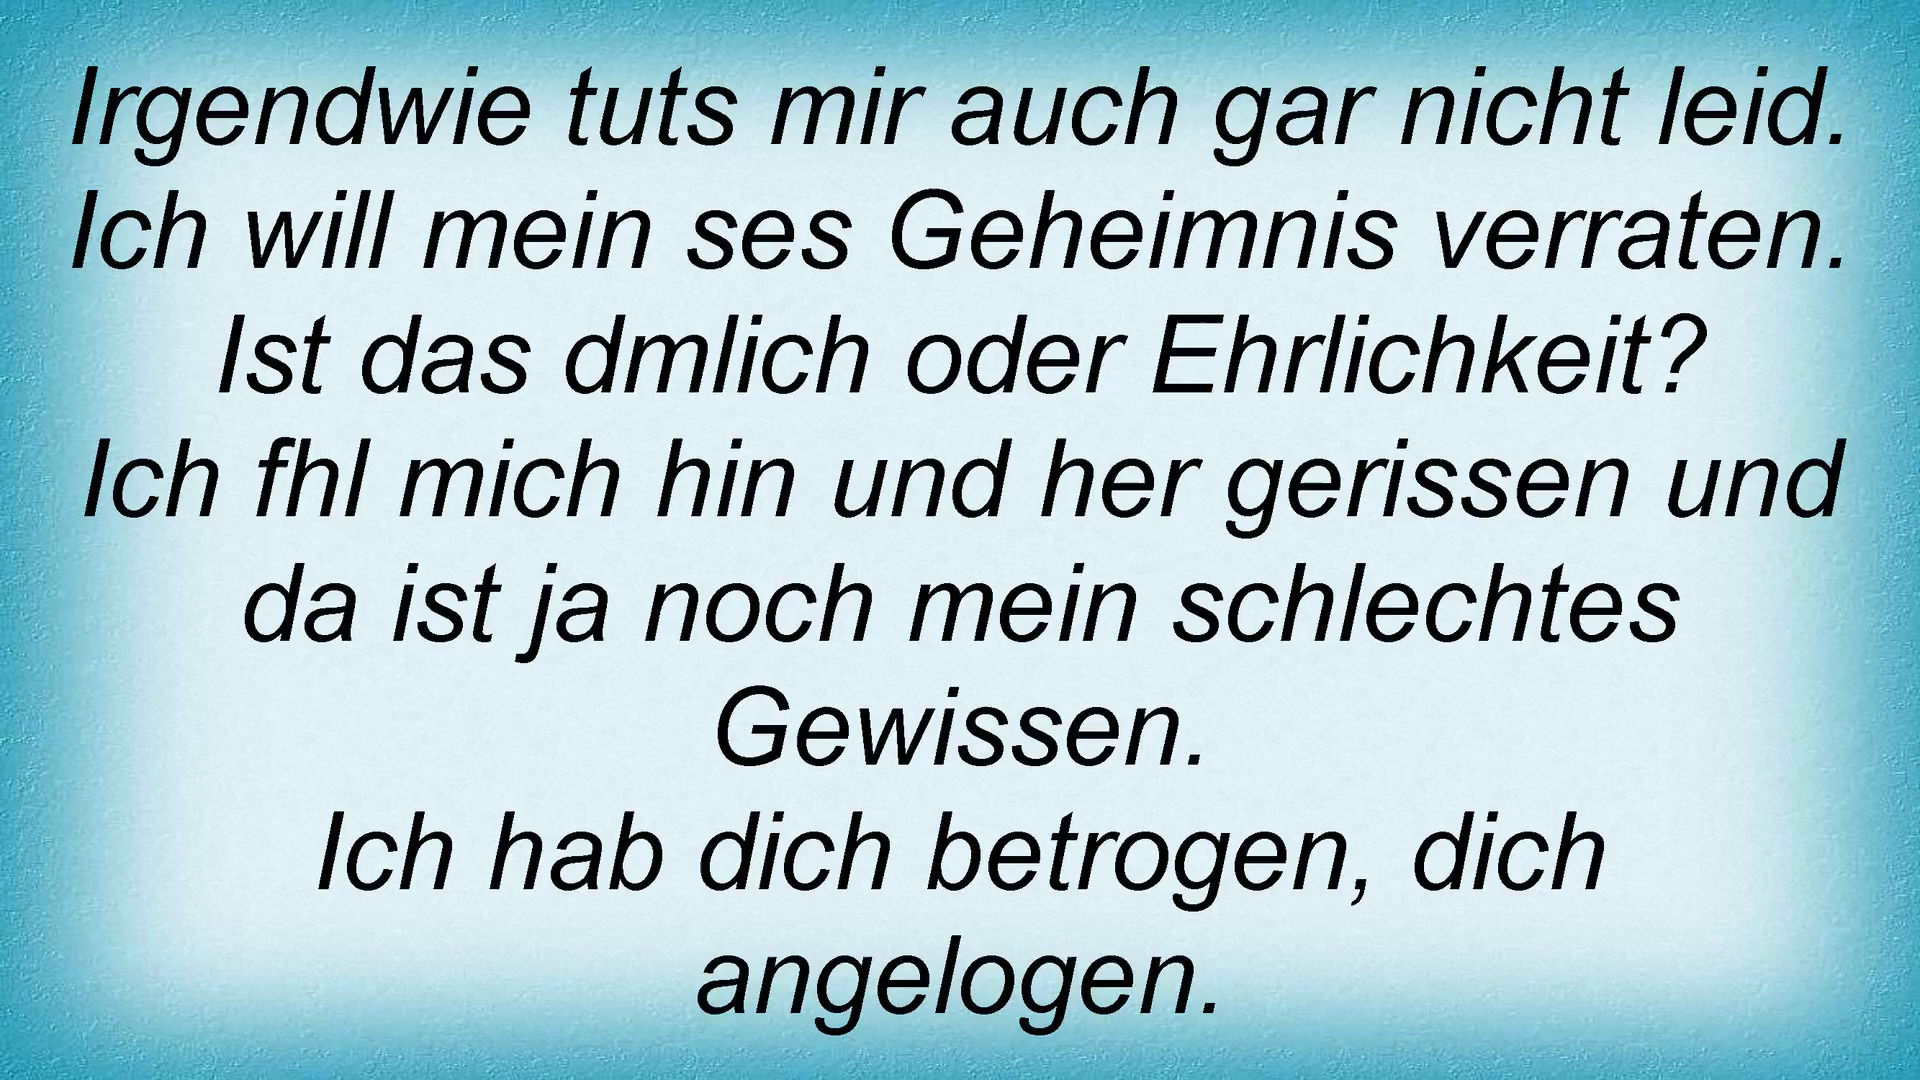 Irgendwie tuts mir auch gar nicht leid.
Ich will mein ses Geheimnis verraten.
Ist das dmlich oder Ehrlichkeit?
Ich fhl mich hin und her gerissen und
da ist ja noch mein schlechtes
Gewissen.
Ich hab dich betrogen, dich
angelogen.